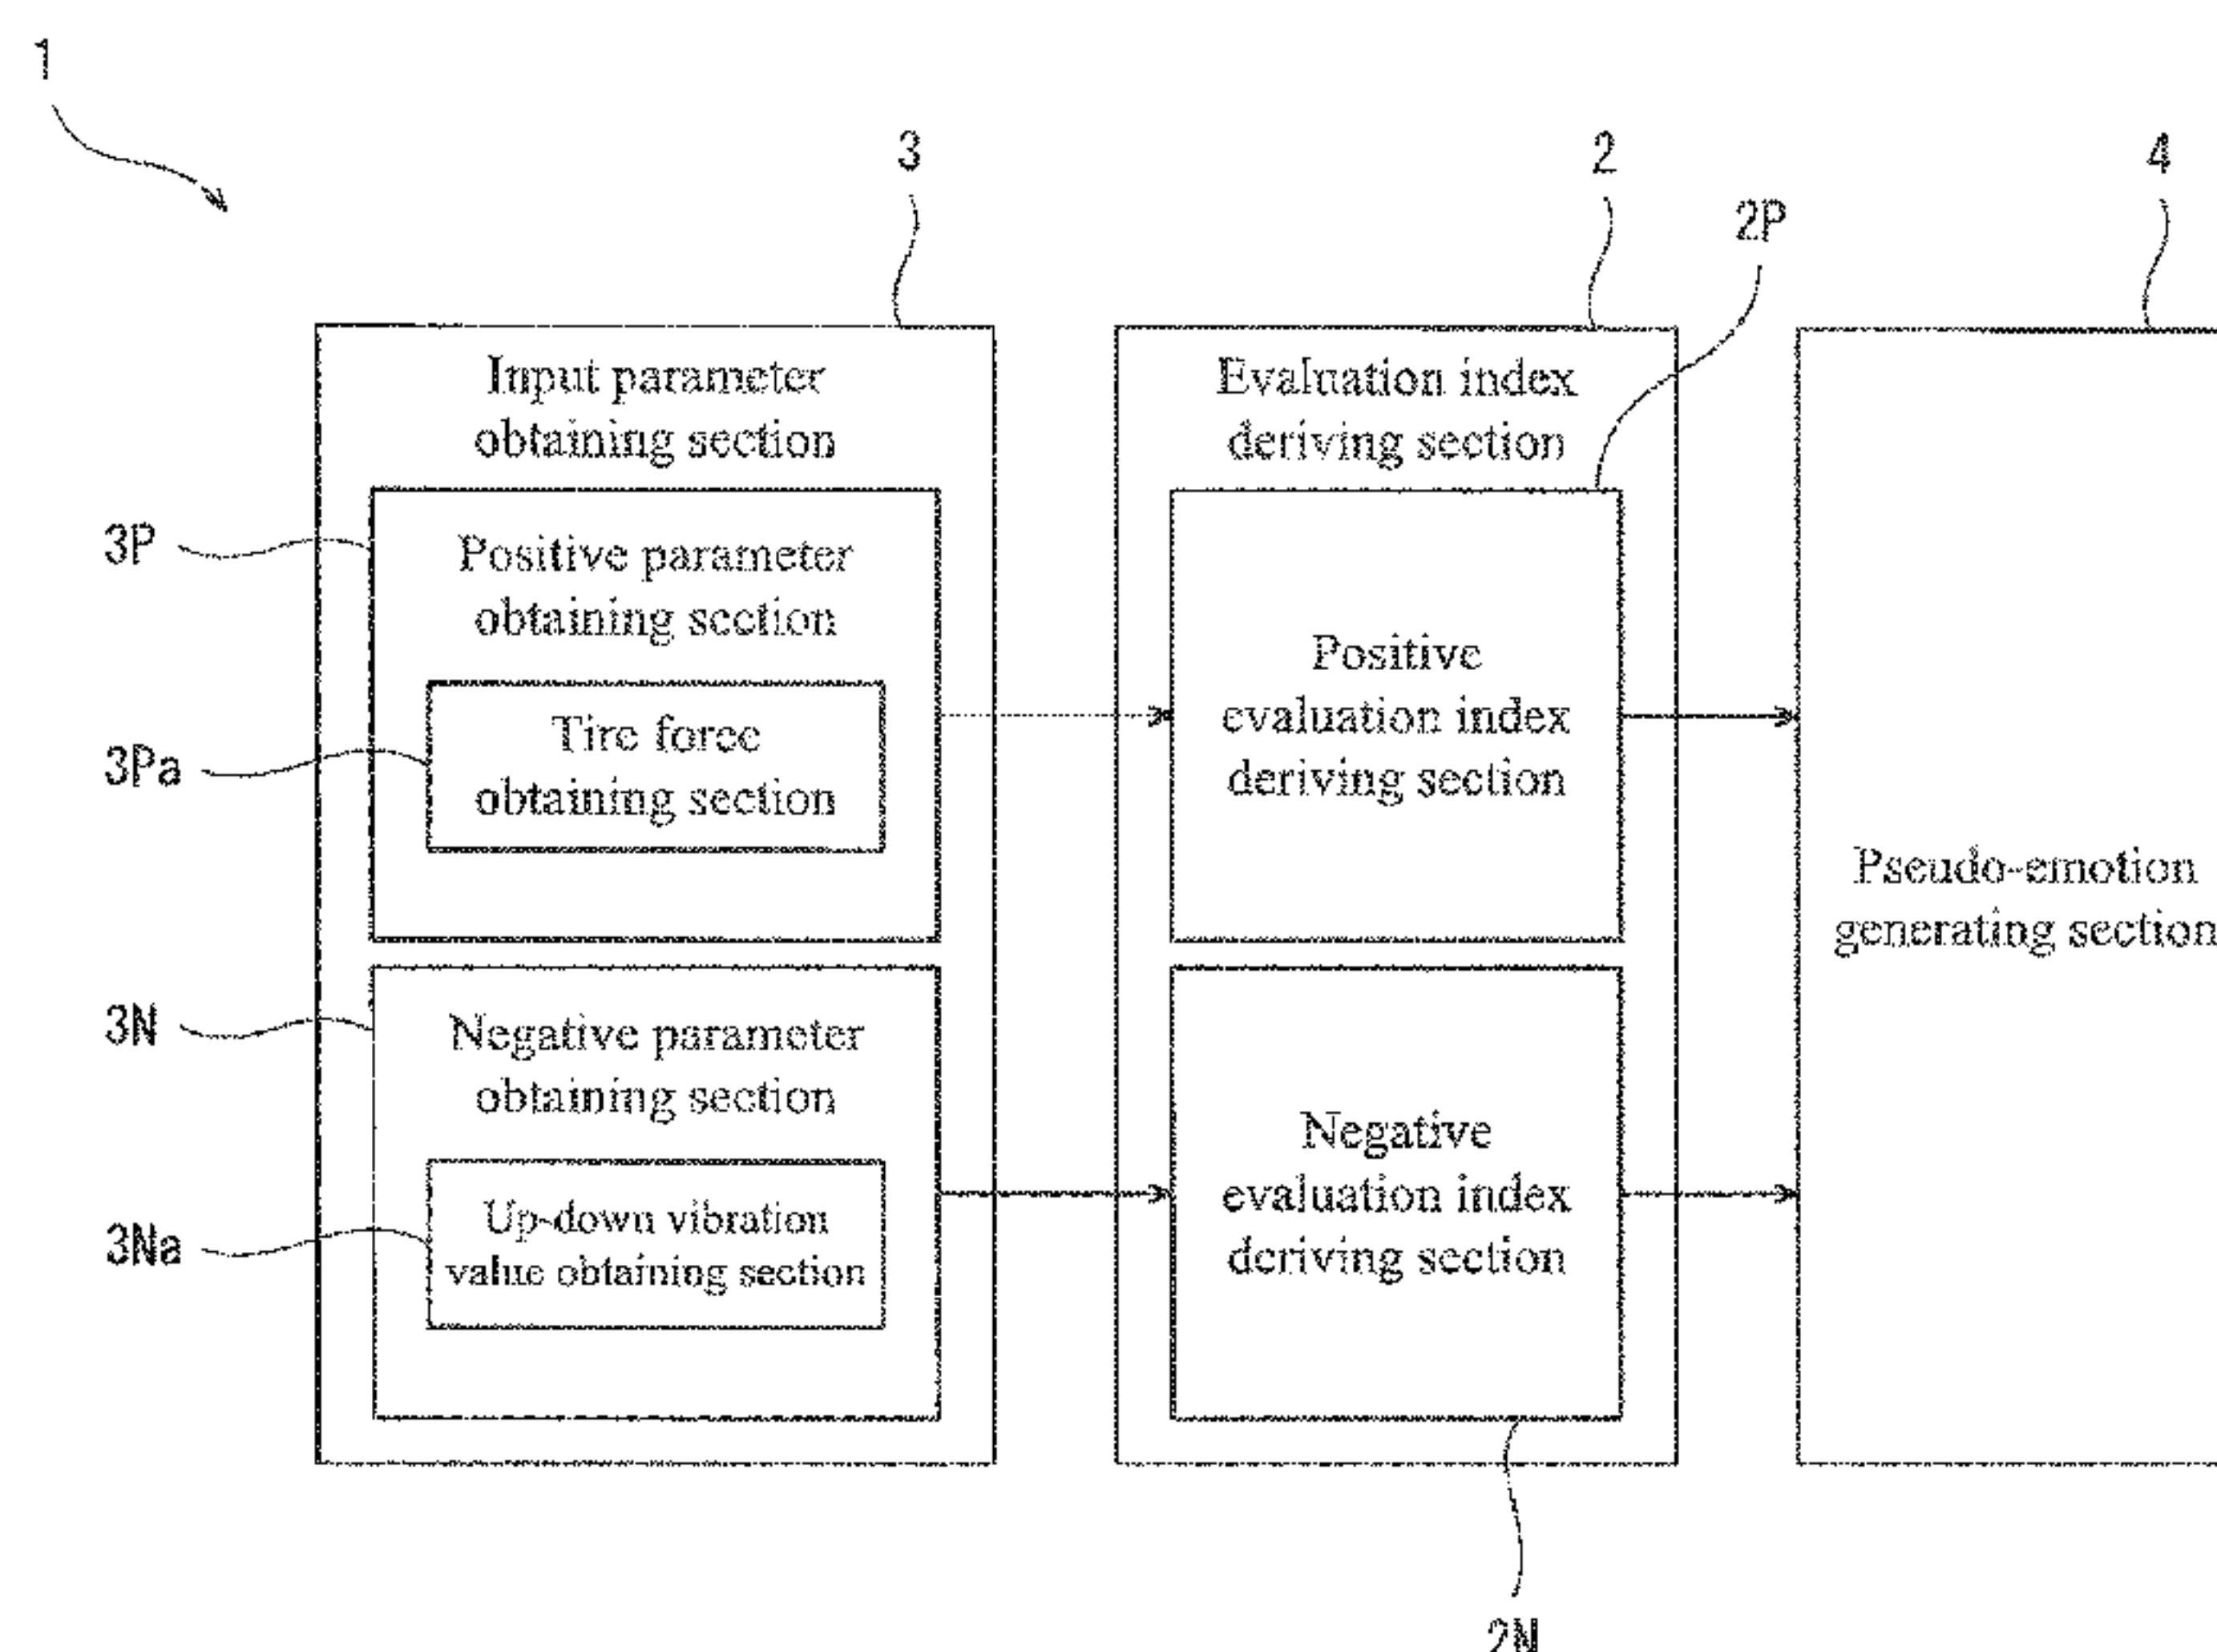 1
3
2
4
2P
Input parameter
obtaining section
Evaluation index
deriving section
3P
Positive parameter
obtaining section
3Pa
Tire force
obtaining section
Positive
evaluation index
deriving section
Pseudo-emotion
generating section
3N
Negative parameter
obtaining section
3Na
Up-down vibration
value obtaining section
Negative
evaluation index
deriving section
2N